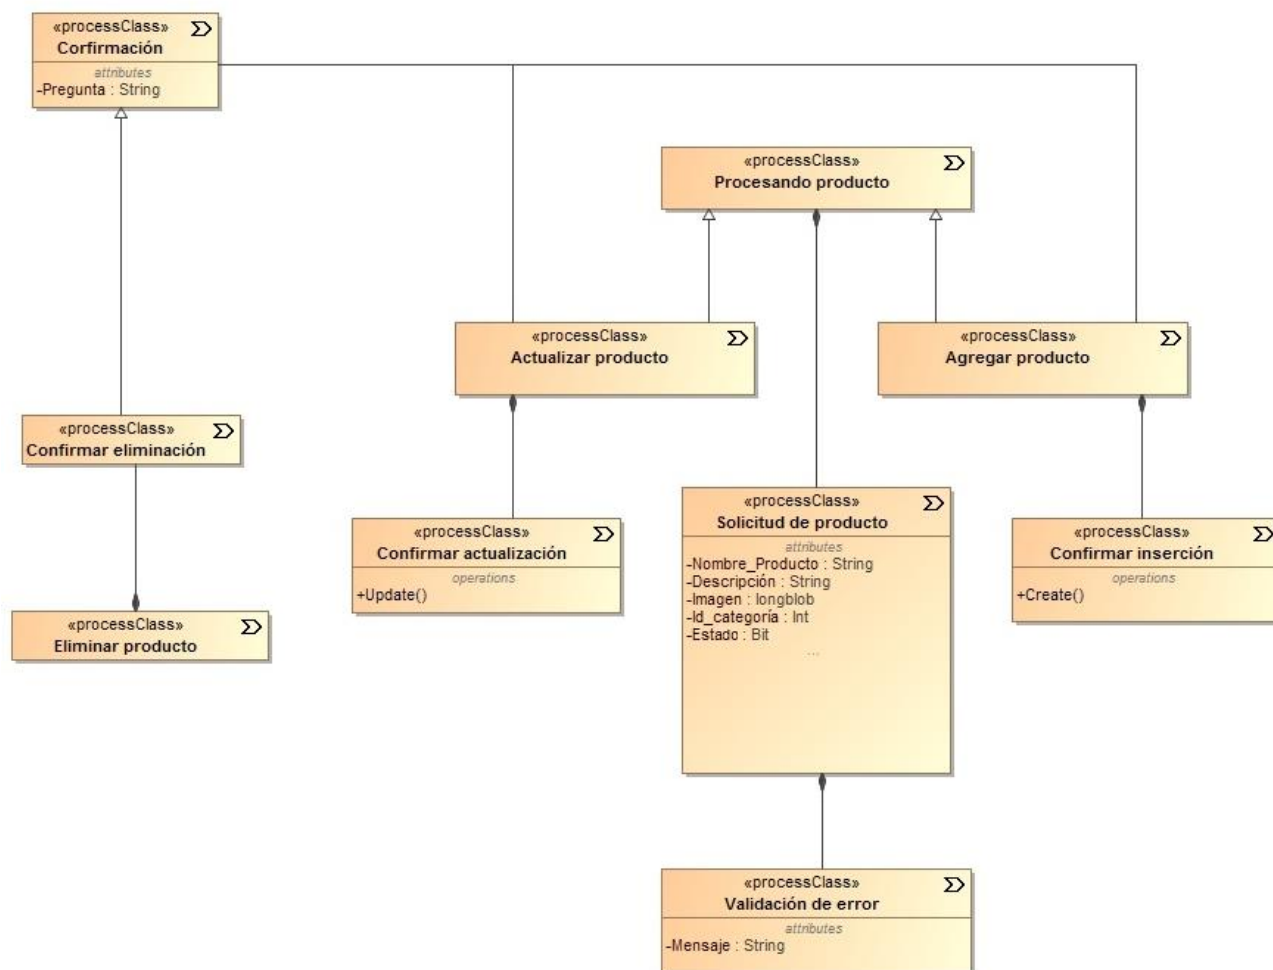 «processClass»
Corfirmación
attributes
-Pregunta : String
«processClass»
Procesando producto
«processClass»
Actualizar producto
«processClass»
Agregar producto
«processClass»
Confirmar eliminación
«processClass»
Confirmar actualización
operations
+Update()
«processClass»
Solicitud de producto
attributes
-Nombre_Producto : String
-Descripción : String
-Imagen : longblob
-Id_categoría : Int
-Estado : Bit
...
«processClass»
Confirmar inserción
operations
+Create()
«processClass»
Eliminar producto
«processClass»
Validación de error
attributes
-Mensaje : String